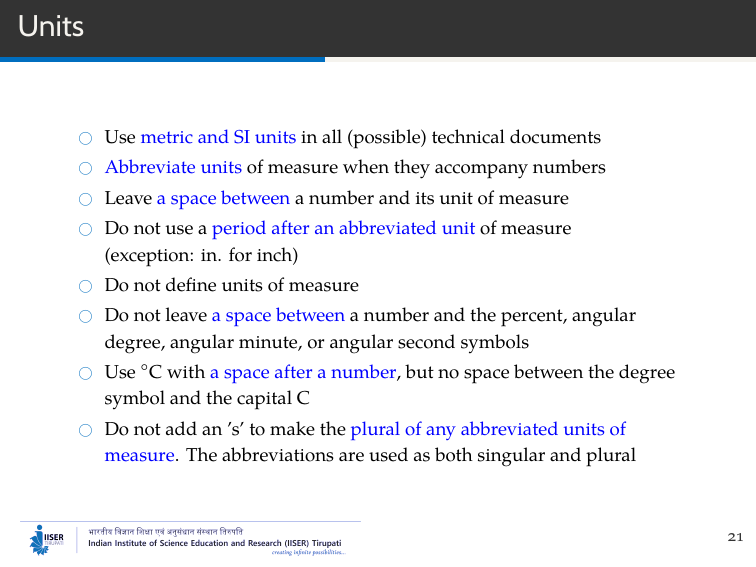 Units
Use metric and SI units in all (possible) technical documents
Abbreviate units of measure when they accompany numbers
Leave a space between a number and its unit of measure
Do not use a period after an abbreviated unit of measure
(exception: in. for inch)
Do not define units of measure
Do not leave a space between a number and the percent, angular
degree, angular minute, or angular second symbols
Use °C with a space after a number, but no space between the degree
symbol and the capital C
Do not add an ’s’ to make the plural of any abbreviated units of
measure. The abbreviations are used as both singular and plural
IISER
TIRUPATI
भारतीय विज्ञान शिक्षा एवं अनुसंधान संस्थान तिरुपति
Indian Institute of Science Education and Research (IISER) Tirupati
creating infinite possibilities...
21